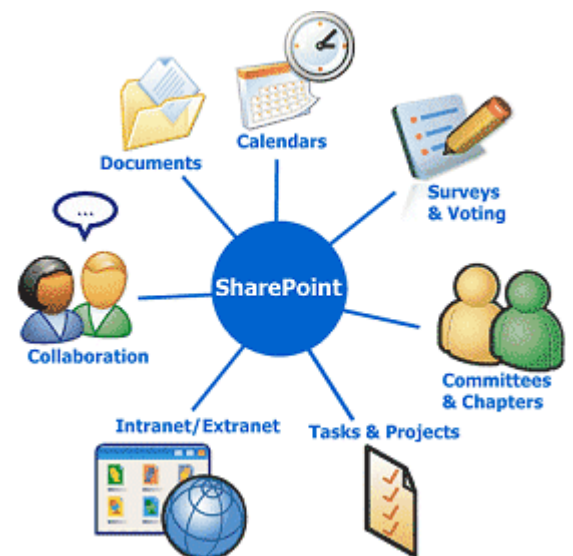 Calendars
Documents
Surveys
& Voting
...
SharePoint
Collaboration
Committees
& Chapters
Intranet/Extranet
Tasks & Projects